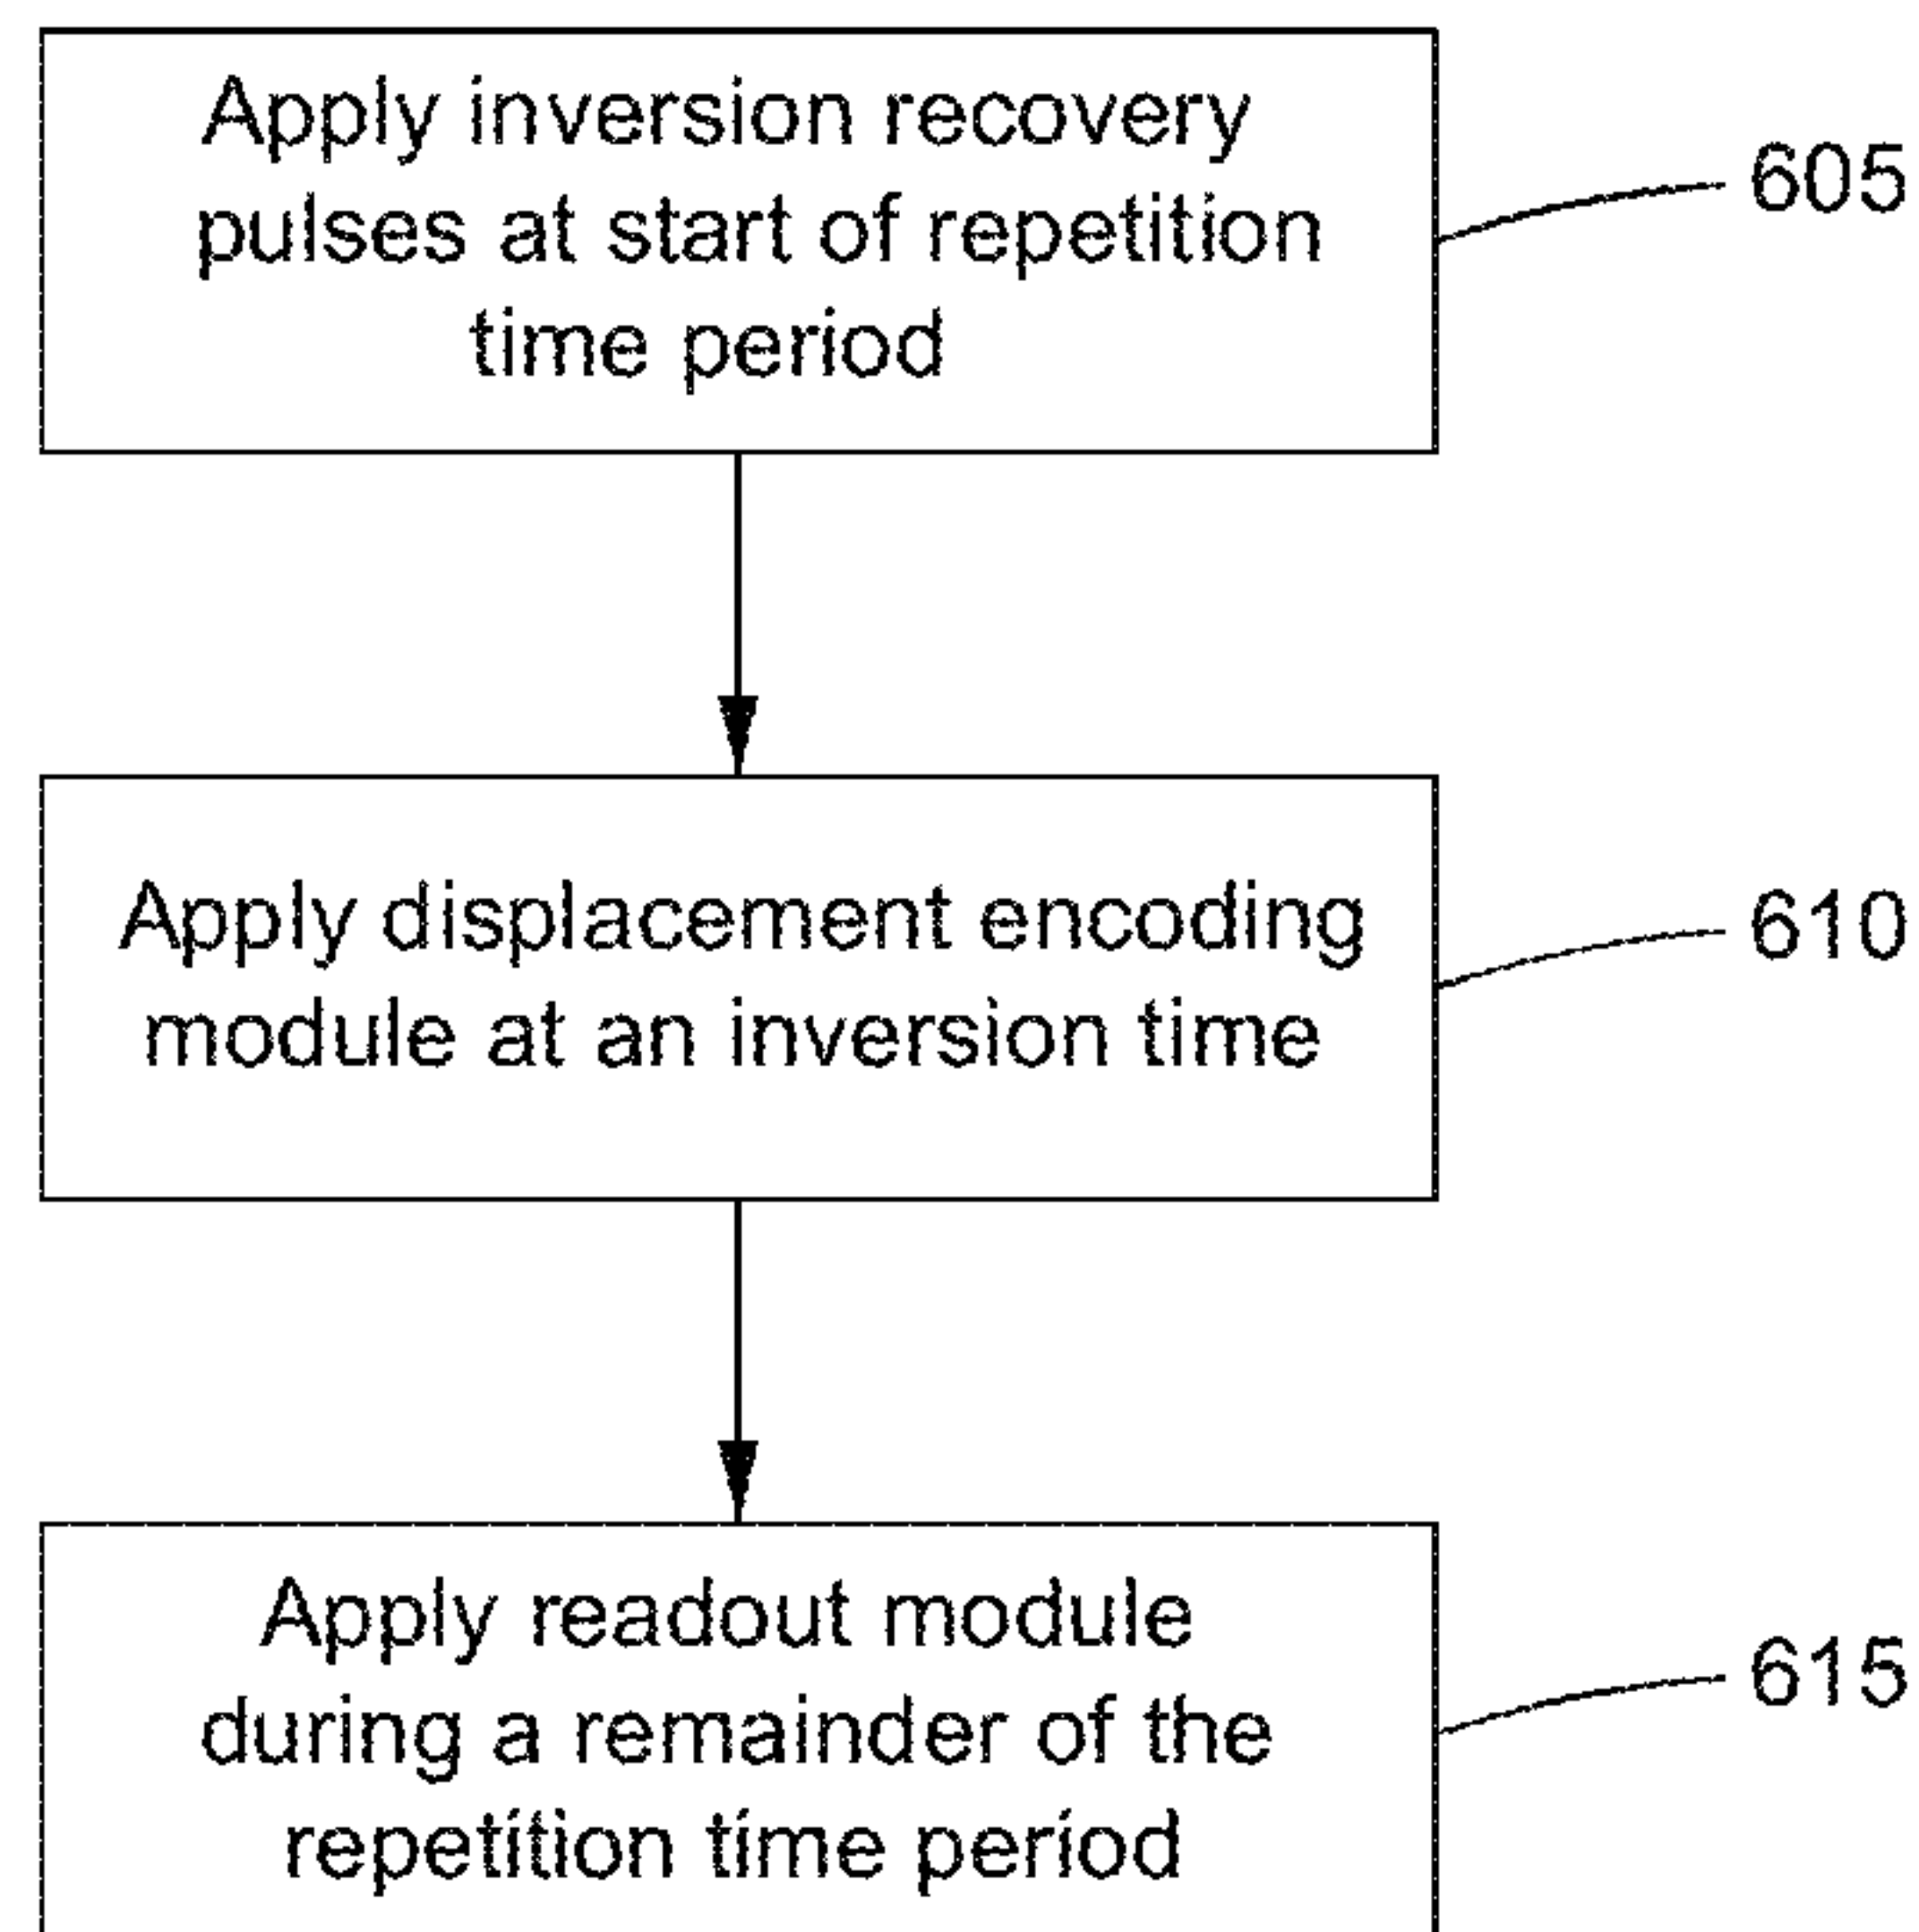 Apply inversion recovery
pulses at start of repetition
time period
605
Apply displacement encoding
module at an inversion time
610
Apply readout module
during a remainder of the
repetition time period
615